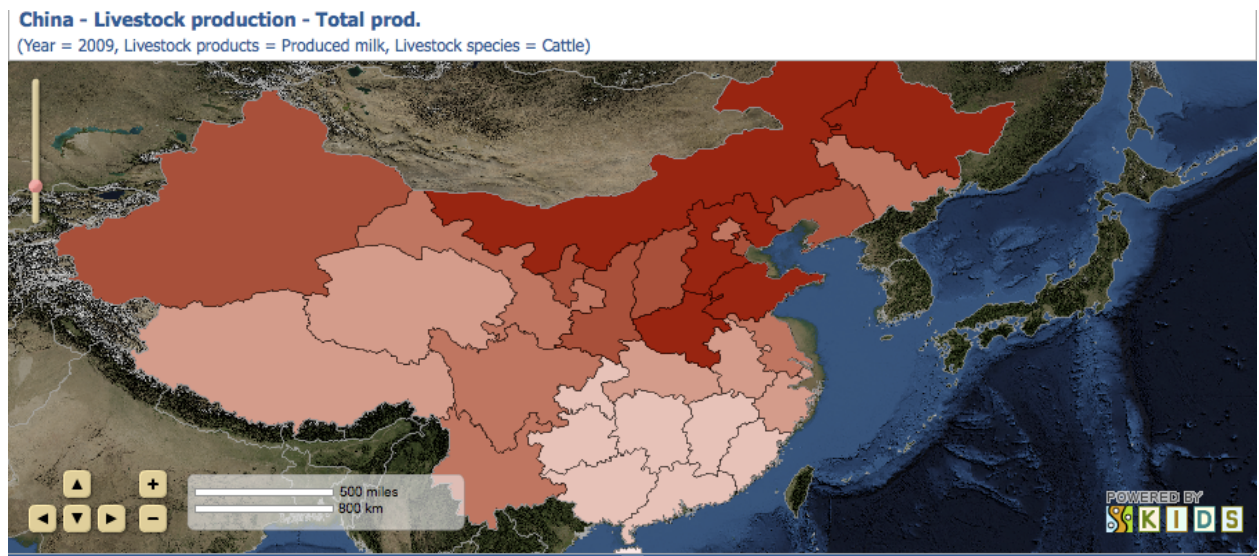 China - Livestock production - Total prod.
(Year = 2009, Livestock products = Produced milk, Livestock species = Cattle)
500 miles
800 km
POWERED BY
KIDS